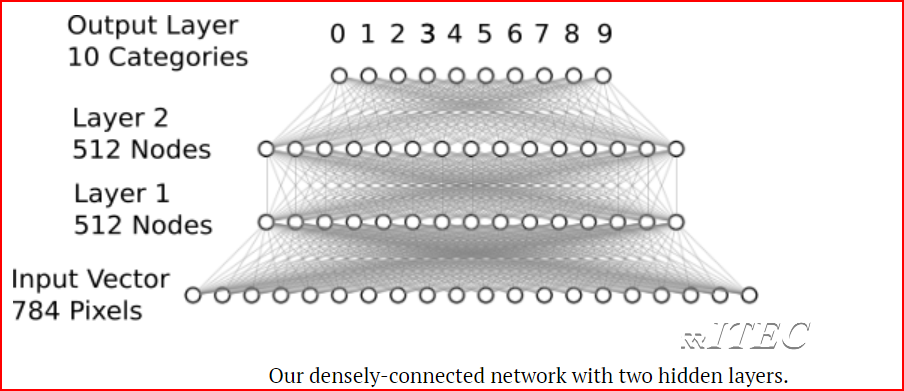 Output Layer
10 Categories
0 1 2 3 4 5 6 7 8 9
Layer 2
512 Nodes
Layer 1
512 Nodes
Input Vector
784 Pixels
RRITEC
Our densely-connected network with two hidden layers.